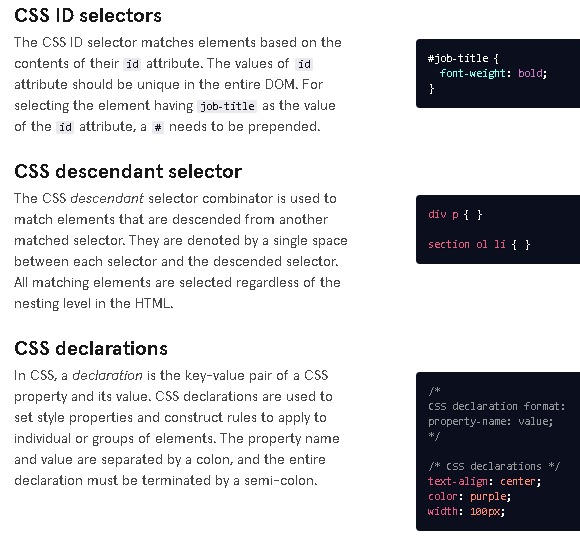 CSS ID selectors
The CSS ID selector matches elements based on the
contents of their id attribute. The values of id
attribute should be unique in the entire DOM. For
selecting the element having job-title as the value
of the id attribute, a # needs to be prepended.
#job-title {
  font-weight: bold;
}
CSS descendant selector
The CSS descendant selector combinator is used to
match elements that are descended from another
matched selector. They are denoted by a single space
between each selector and the descended selector.
All matching elements are selected regardless of the
nesting level in the HTML.
div p { }
section ol li { }
CSS declarations
In CSS, a declaration is the key-value pair of a CSS
property and its value. CSS declarations are used to
set style properties and construct rules to apply to
individual or groups of elements. The property name
and value are separated by a colon, and the entire
declaration must be terminated by a semi-colon.
/*
CSS declaration format:
property-name: value;
*/
/* CSS declarations */
text-align: center;
color: purple;
width: 100px;